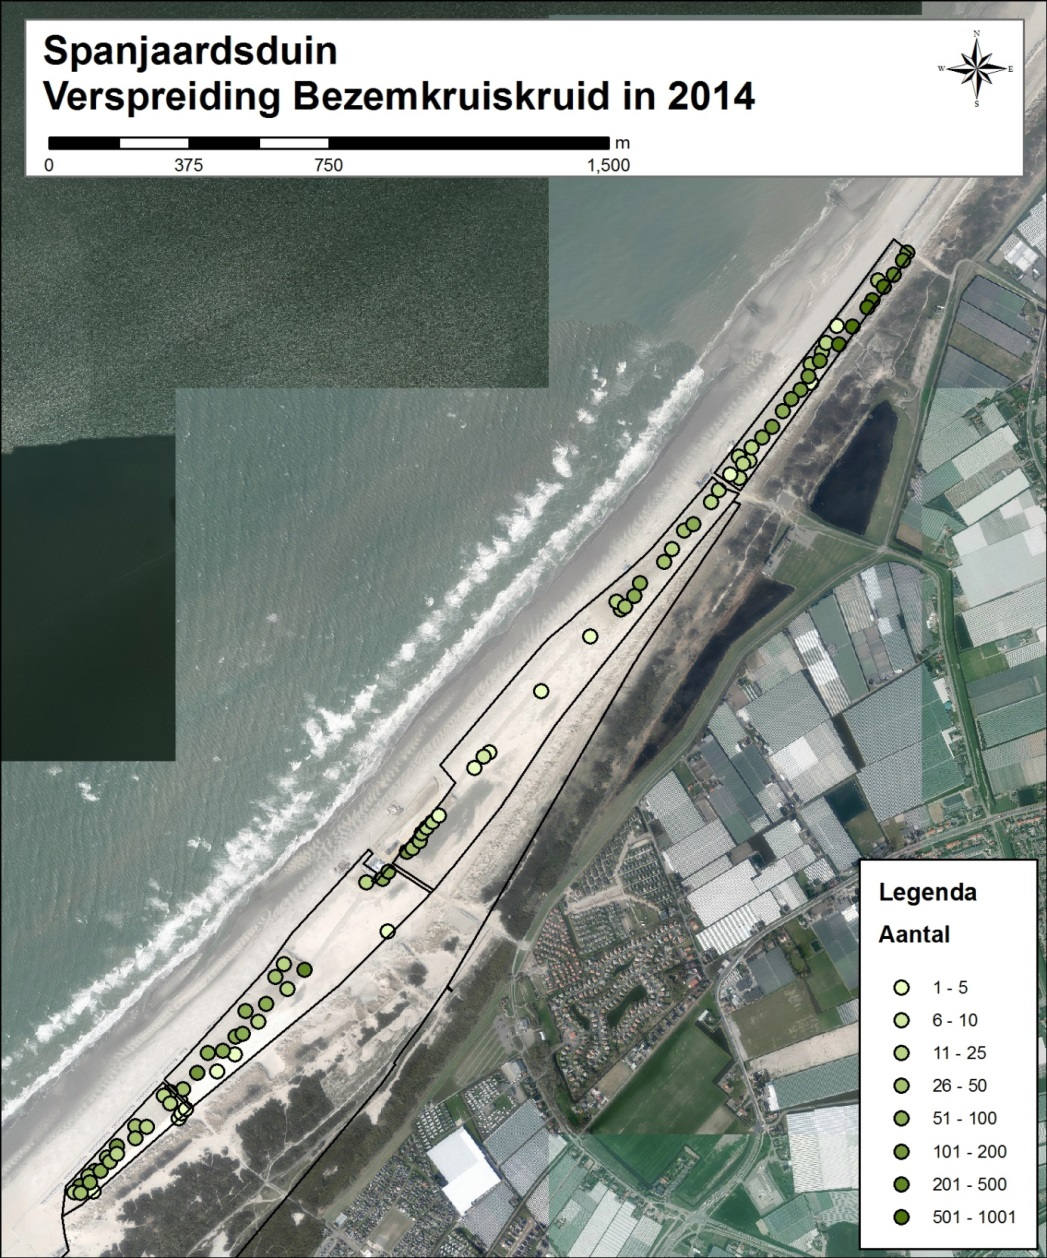 Spanjaardsduin
Verspreiding Bezemkruiskruid in 2014
N
W E
S
m
0 375 750 1,500
Legenda
Aantal
1 - 5
6 - 10
11 - 25
26 - 50
51 - 100
101 - 200
201 - 500
501 - 1001